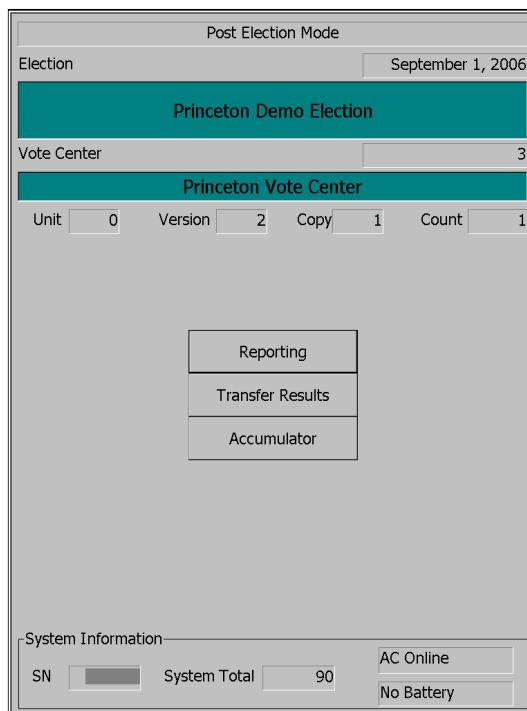 Post Election Mode
Election September 1, 2006
Princeton Demo Election
Vote Center 3
Princeton Vote Center
Unit 0 Version 2 Copy 1 Count 1
Reporting
Transfer Results
Accumulator
System Information
AC Online
SN System Total 90
No Battery